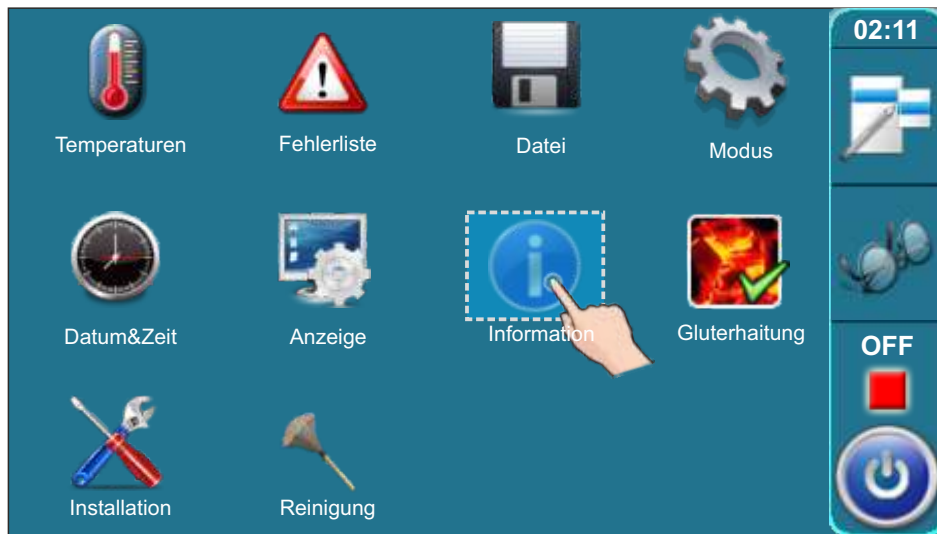 02:11
Temperaturen
Fehlerliste
Datei
Modus
Datum&Zeit
Anzeige
Information
Gluterhaitung
OFF
Installation
Reinigung